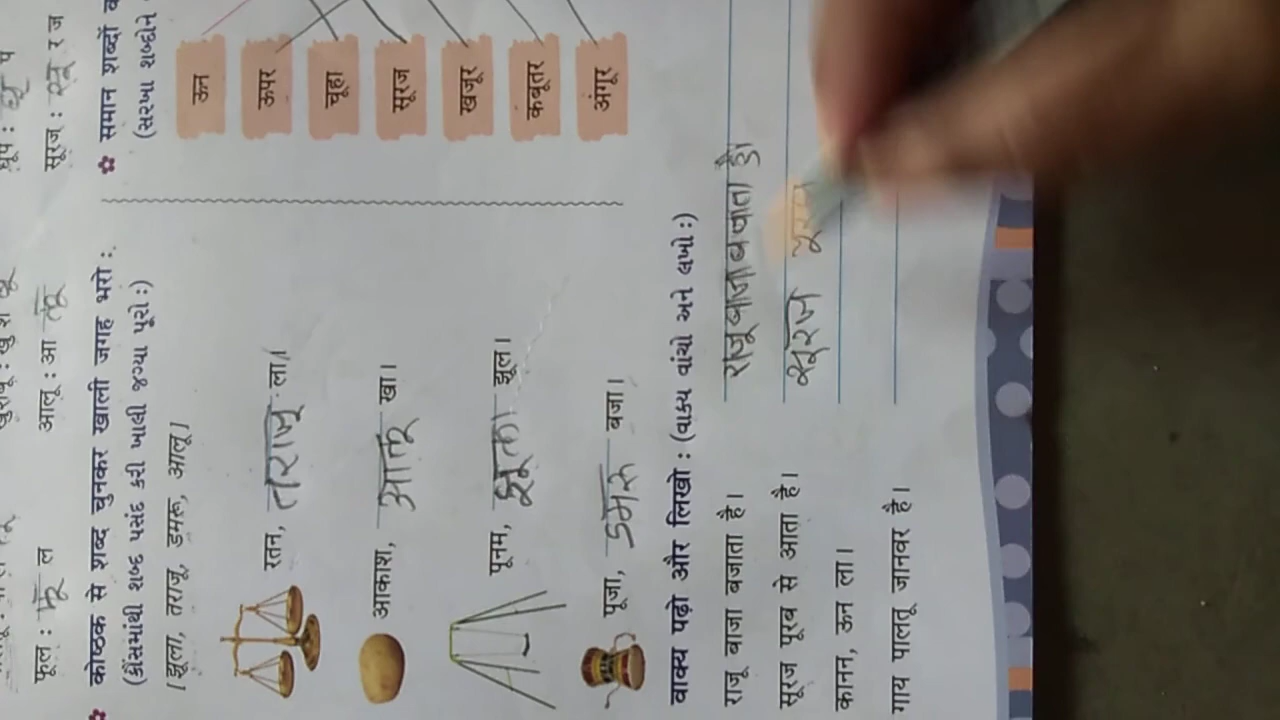 धूप : धू प
सूरज : सू र ज
फूल : फू ल
आलू : आ लू
कोष्ठक से शब्द चुनकर खाली जगह भरो :
(કૌંસમાંથી શબ્દ પસંદ કરી ખાલી જગ્યા પૂરો :)
[झूला, तराजू, डमरू, आलू]
रतन, तराजू ला।
आकाश, आलू खा।
पूनम, झूला झूल।
पूजा, डमरू बजा।
समान शब्दों
(સરખા શબ્દોને
ऊन
ऊपर
चूहा
सूरज
खजूर
कबूतर
अंगूर
वाक्य पढ़ो और लिखो : (વાક્ય વાંચો અને લખો :)
राजू बाजा बजाता है। राजू बाजा बजाता है।
सूरज पूरब से आता है। सूरज
कानन, ऊन ला।
गाय पालतू जानवर है।